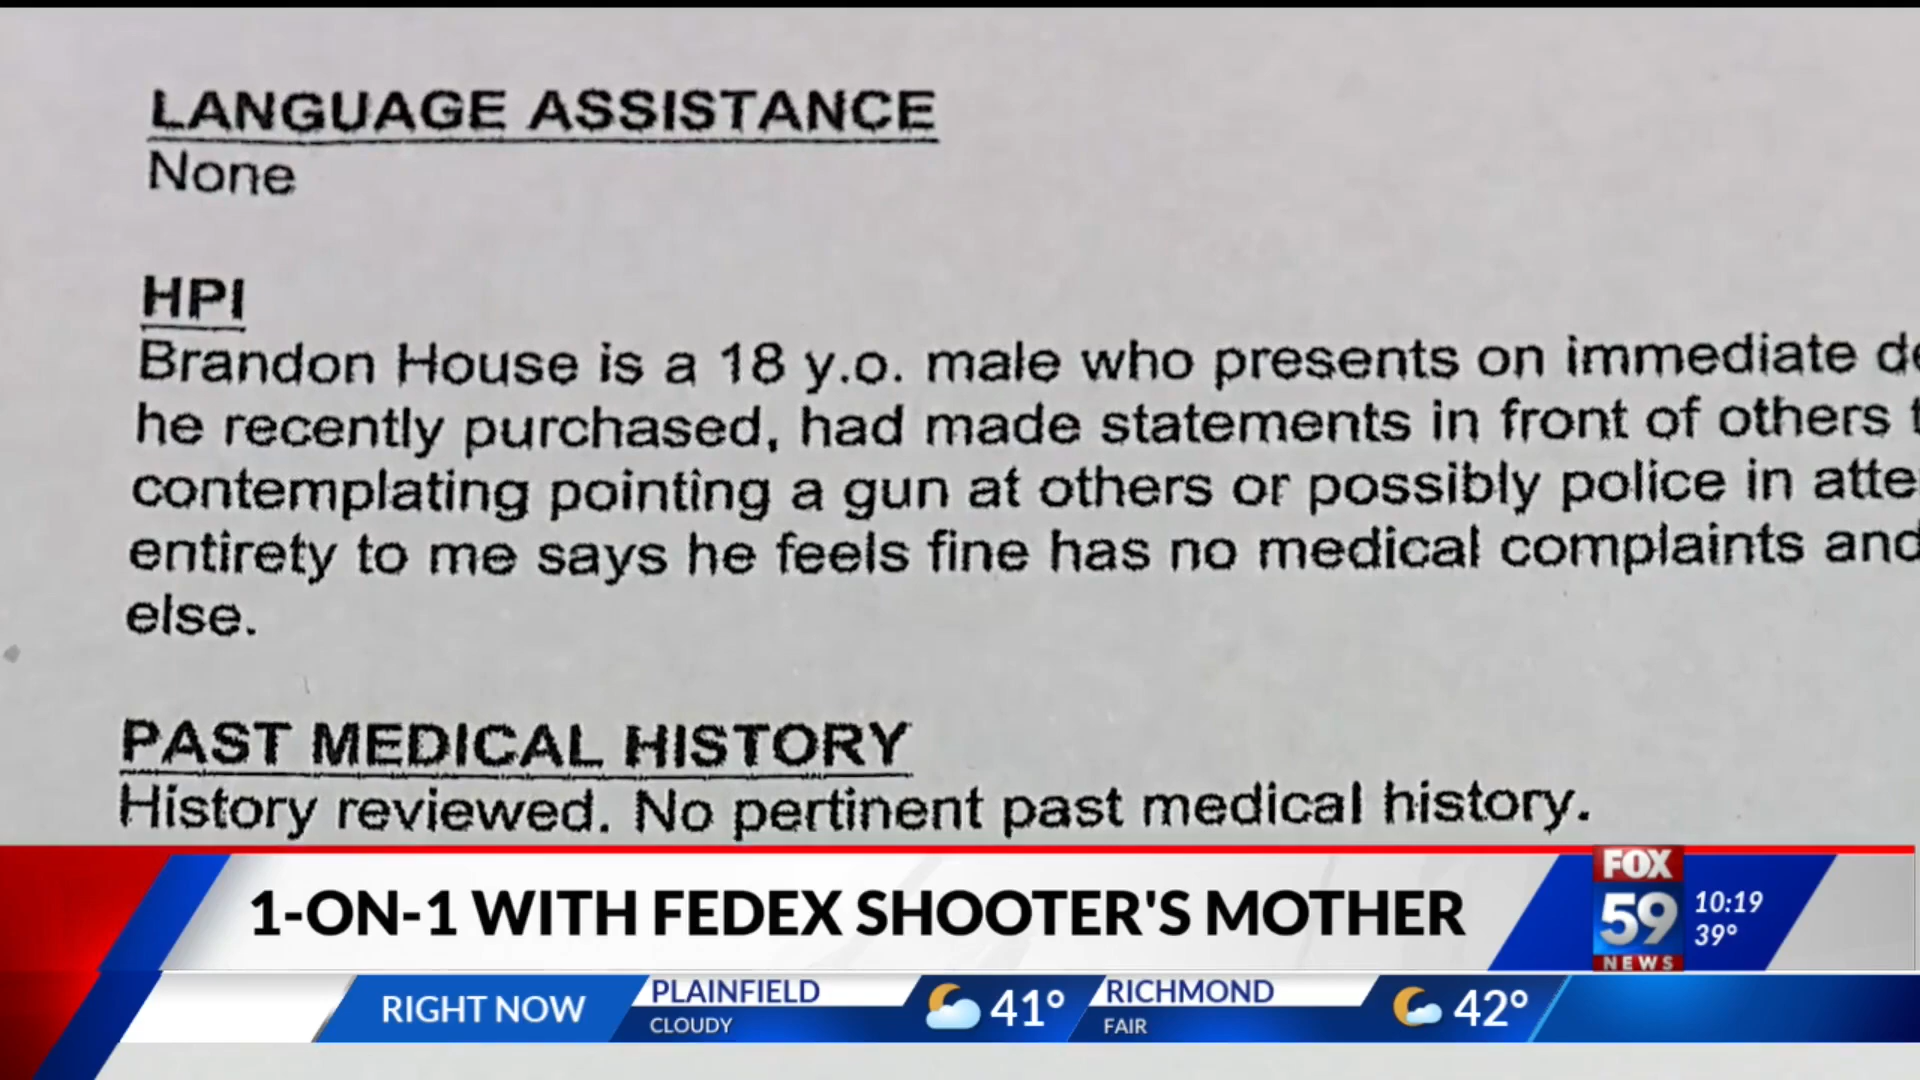 LANGUAGE ASSISTANCE
None
HPI
Brandon House is a 18 y.o. male who presents on immediate
he recently purchased, had made statements in front of others
contemplating pointing a gun at others or possibly police in
entirety to me says he feels fine has no medical complaints and
else.
PAST MEDICAL HISTORY
History reviewed. No pertinent past medical history.
1-ON-1 WITH FEDEX SHOOTER'S MOTHER
FOX
59
NEWS
10:19
39°
RIGHT NOW
PLAINFIELD
CLOUDY
41°
RICHMOND
FAIR
42°